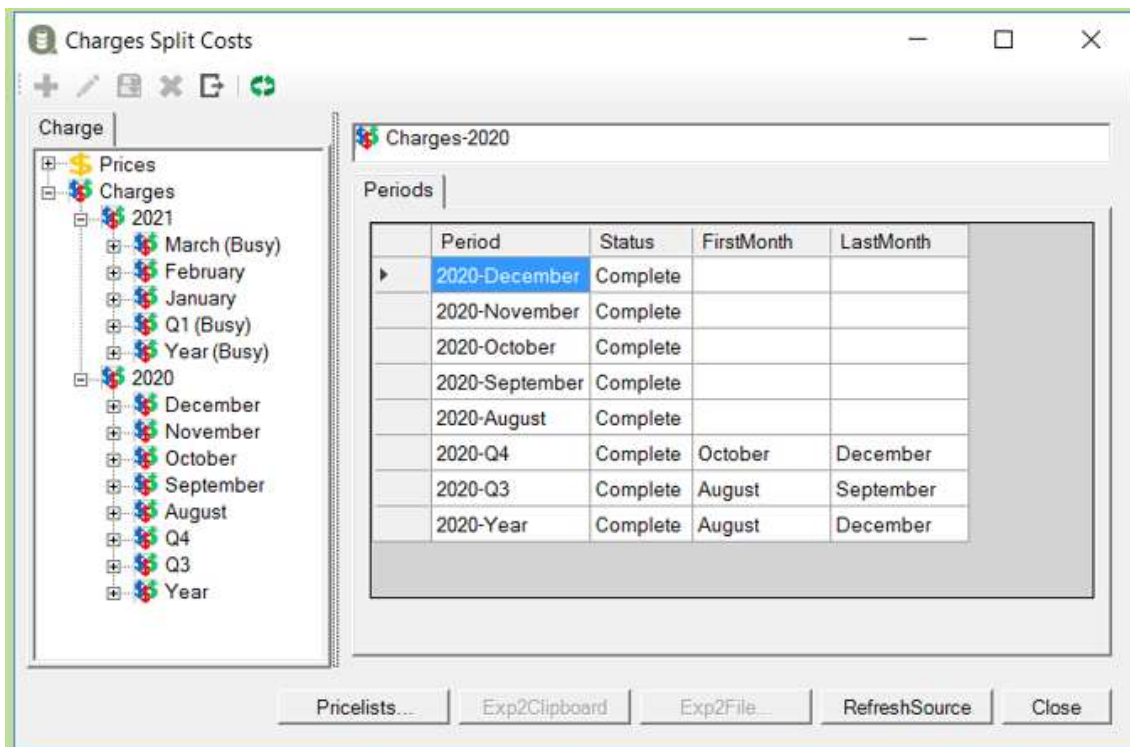 Charges Split Costs
Charge
Prices
Charges
2021
March (Busy)
February
January
Q1 (Busy)
Year (Busy)
2020
December
November
October
September
August
Q4
Q3
Year
Charges-2020
Periods
Period Status FirstMonth LastMonth
2020-December Complete
2020-November Complete
2020-October Complete
2020-September Complete
2020-August Complete
2020-Q4 Complete October December
2020-Q3 Complete August September
2020-Year Complete August December
Pricelists... Exp2Clipboard Exp2File... RefreshSource Close